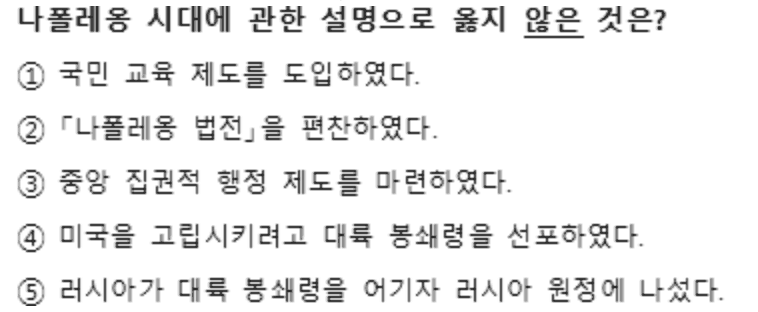 나폴레옹 시대에 관한 설명으로 옳지 않은 것은?
① 국민 교육 제도를 도입하였다.
② 「나폴레옹 법전」을 편찬하였다.
③ 중앙 집권적 행정 제도를 마련하였다.
④ 미국을 고립시키려고 대륙 봉쇄령을 선포하였다.
⑤ 러시아가 대륙 봉쇄령을 어기자 러시아 원정에 나섰다.